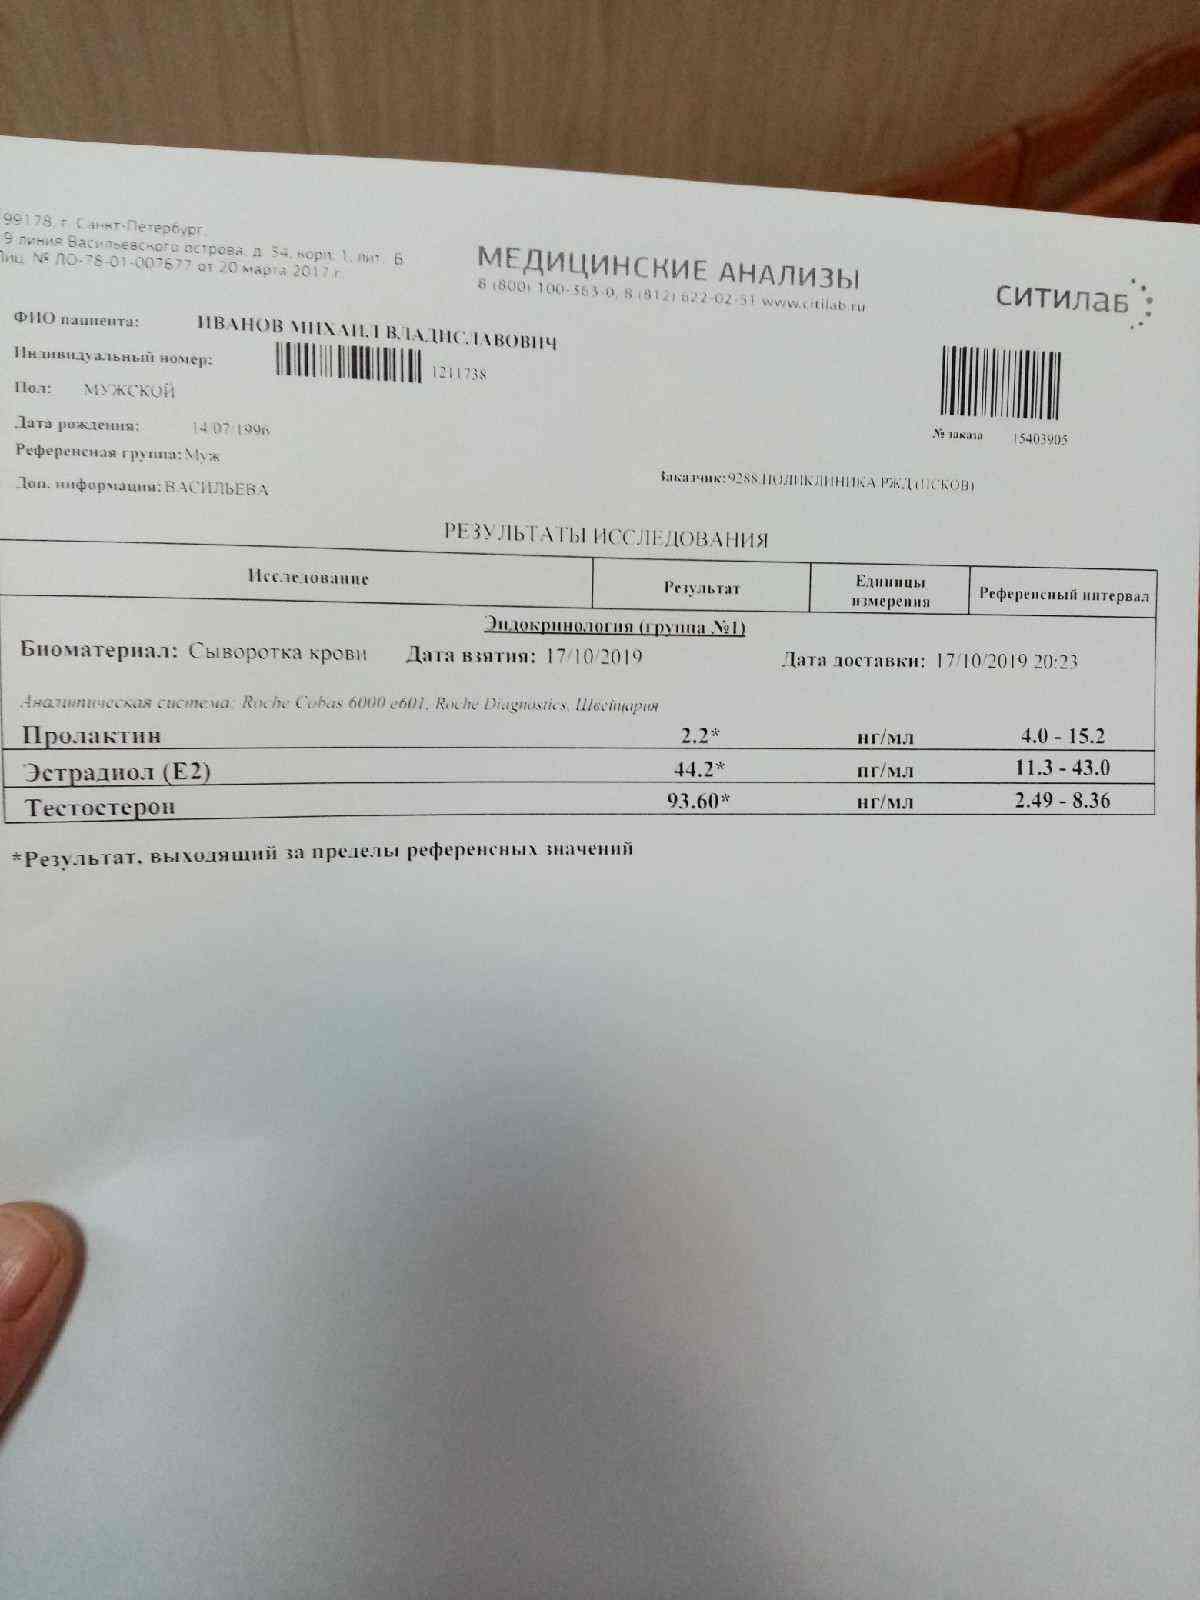 99178, г. Санкт-Петербург,
9 линия Васильевского острова, д. 54, корп. 1, лит. Б
Лиц. № ЛО-78-01-007677 от 20 марта 2017 г.
МЕДИЦИНСКИЕ АНАЛИЗЫ
8 (800) 100-363-0, 8 (812) 622-02-51 www.citilab.ru
СИТИЛАБ
ФИО пациента: ИВАНОВ МИХАИЛ ВЛАДИСЛАВОВИЧ
Индивидуальный номер: 1211738
Пол: МУЖСКОЙ
Дата рождения: 14/07/1996
№ заказа 15403905
Референсная группа: Муж
Доп. информация: ВАСИЛЬЕВА
Заказчик: 9288 ПОЛИКЛИНИКА РЖД (ПСКОВ)
РЕЗУЛЬТАТЫ ИССЛЕДОВАНИЯ
Исследование Результат Единицы измерения Референсный интервал
Эндокринология (группа №1)
Биоматериал: Сыворотка крови Дата взятия: 17/10/2019 Дата доставки: 17/10/2019 20:23
Аналитическая система: Roche Cobas 6000 e601, Roche Diagnostics, Швейцария
Пролактин 2.2* нг/мл 4.0 - 15.2
Эстрадиол (Е2) 44.2* пг/мл 11.3 - 43.0
Тестостерон 93.60* нг/мл 2.49 - 8.36
*Результат, выходящий за пределы референсных значений